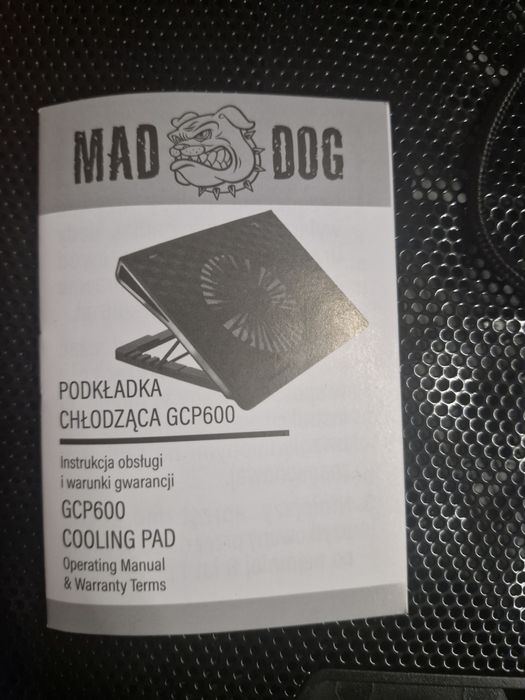 MAD DOG
PODKŁADKA
CHŁODZĄCA GCP600
Instrukcja obsługi
i warunki gwarancji
GCP600
COOLING PAD
Operating Manual
& Warranty Terms